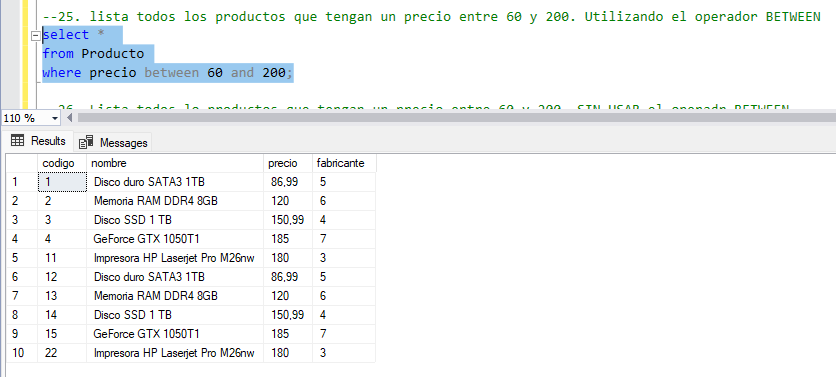 --25. lista todos los productos que tengan un precio entre 60 y 200. Utilizando el operador BETWEEN
select *
from Producto
where precio between 60 and 200;
26. Lista todos lo productos que tengan un precio entre 60 y 200. SIN USAR el operadr BETWEEN
110 %
Results Messages
codigo nombre precio fabricante
1 1 Disco duro SATA3 1TB 86,99 5
2 2 Memoria RAM DDR4 8GB 120 6
3 3 Disco SSD 1 TB 150,99 4
4 4 GeForce GTX 1050T1 185 7
5 11 Impresora HP Laserjet Pro M26nw 180 3
6 12 Disco duro SATA3 1TB 86,99 5
7 13 Memoria RAM DDR4 8GB 120 6
8 14 Disco SSD 1 TB 150,99 4
9 15 GeForce GTX 1050T1 185 7
10 22 Impresora HP Laserjet Pro M26nw 180 3